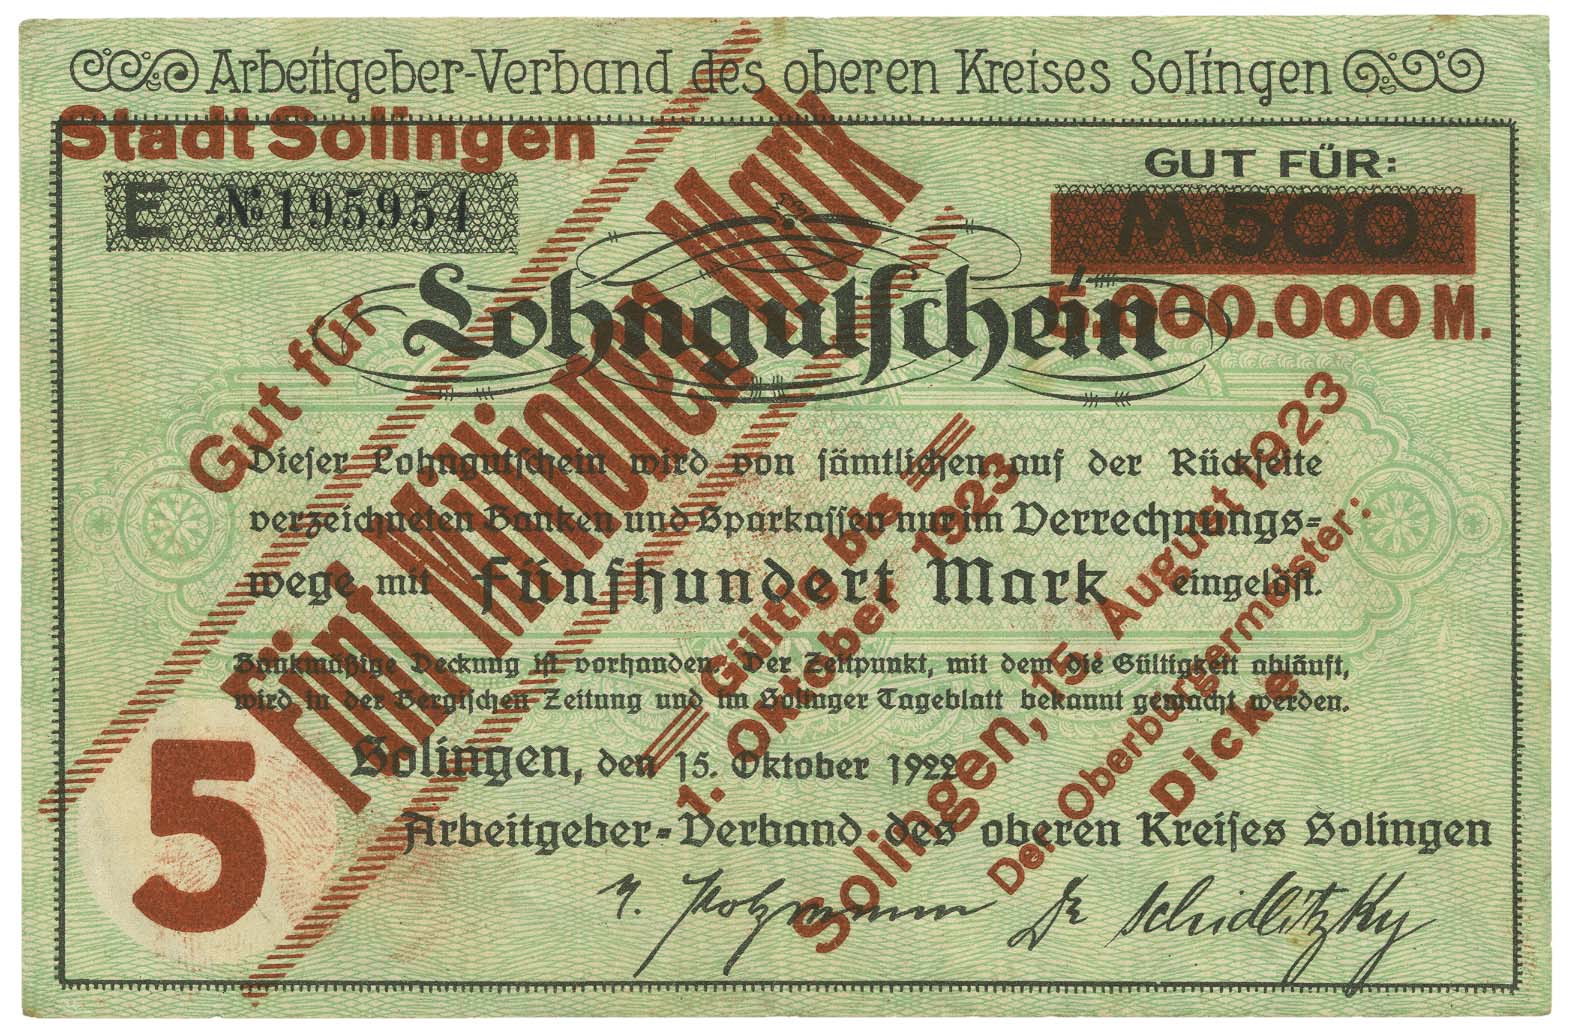 Arbeitgeber-Verband des oberen Kreises Solingen
Stadt Solingen
E № 195954
GUT FÜR:
M.500
5.000.000 M.
Lohngutschein
Gut für
Fünf Millionen Mark
Dieser Lohngutschein wird von sämtlichen auf der Rückseite
verzeichneten Banken und Sparkassen nur im Verrechnungs=
wege mit fünfhundert Mark eingelöst.
Bankmäßige Deckung ist vorhanden. Der Zeitpunkt, mit dem die Gültigkeit abläuft,
wird in der Bergischen Zeitung und im Solinger Tageblatt bekannt gemacht werden.
Solingen, den 15. Oktober 1922
Arbeitgeber=Verband des oberen Kreises Solingen
Dr Schidlitzky
5
Gültig bis
1. Oktober 1923
Solingen, 15. August 1923
Der Oberbürgermeister:
Dicke